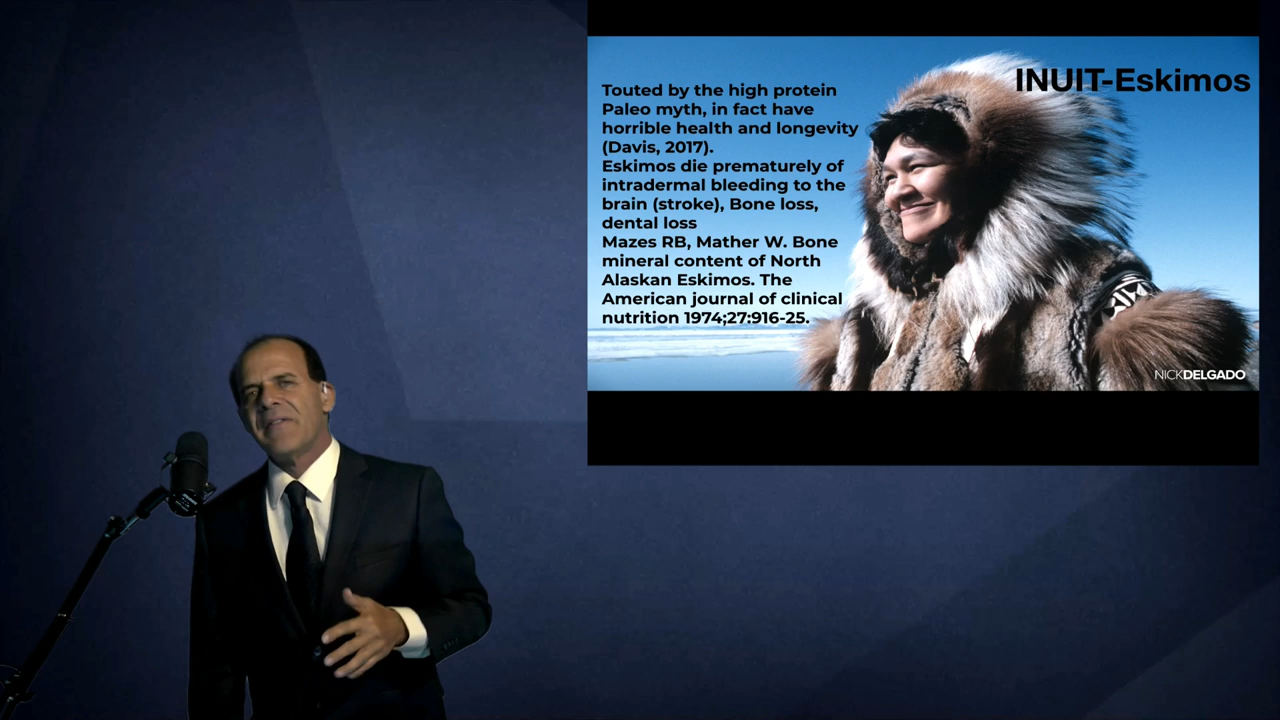 INUIT-Eskimos
Touted by the high protein
Paleo myth, in fact have
horrible health and longevity
(Davis, 2017).
Eskimos die prematurely of
intradermal bleeding to the
brain (stroke), Bone loss,
dental loss
Mazes RB, Mather W. Bone
mineral content of North
Alaskan Eskimos. The
American journal of clinical
nutrition 1974;27:916-25.
NICKDELGADO